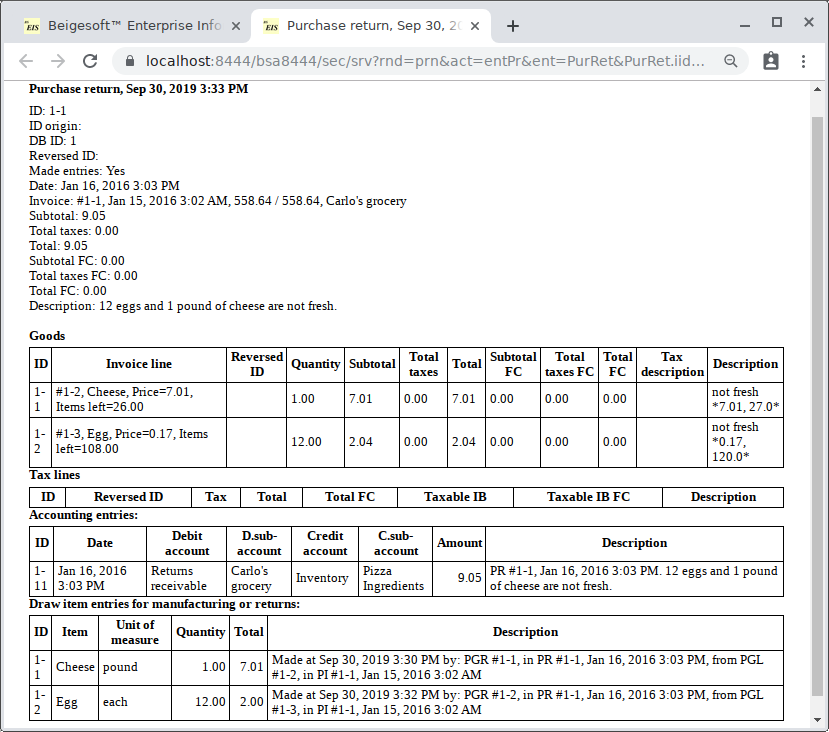 Beigesoft™ Enterprise Info
Purchase return, Sep 30, 20
localhost:8444/bsa8444/sec/srv?rnd=prn&act=entPr&ent=PurRet&PurRet.iid...
Purchase return, Sep 30, 2019 3:33 PM
ID: 1-1
ID origin:
DB ID: 1
Reversed ID:
Made entries: Yes
Date: Jan 16, 2016 3:03 PM
Invoice: #1-1, Jan 15, 2016 3:02 AM, 558.64 / 558.64, Carlo's grocery
Subtotal: 9.05
Total taxes: 0.00
Total: 9.05
Subtotal FC: 0.00
Total taxes FC: 0.00
Total FC: 0.00
Description: 12 eggs and 1 pound of cheese are not fresh.
Goods
ID Invoice line Reversed ID Quantity Subtotal Total taxes Total Subtotal FC Total taxes FC Total FC Tax description Description
1-1 #1-2, Cheese, Price=7.01, Items left=26.00 1.00 7.01 0.00 7.01 0.00 0.00 0.00 not fresh *7.01, 27.0*
1-2 #1-3, Egg, Price=0.17, Items left=108.00 12.00 2.04 0.00 2.04 0.00 0.00 0.00 not fresh *0.17, 120.0*
Tax lines
ID Reversed ID Tax Total Total FC Taxable IB Taxable IB FC Description
Accounting entries:
ID Date Debit account D.sub-account Credit account C.sub-account Amount Description
1-11 Jan 16, 2016 3:03 PM Returns receivable Carlo's grocery Inventory Pizza Ingredients 9.05 PR #1-1, Jan 16, 2016 3:03 PM. 12 eggs and 1 pound of cheese are not fresh.
Draw item entries for manufacturing or returns:
ID Item Unit of measure Quantity Total Description
1-1 Cheese pound 1.00 7.01 Made at Sep 30, 2019 3:30 PM by: PGR #1-1, in PR #1-1, Jan 16, 2016 3:03 PM, from PGL #1-2, in PI #1-1, Jan 15, 2016 3:02 AM
1-2 Egg each 12.00 2.00 Made at Sep 30, 2019 3:32 PM by: PGR #1-2, in PR #1-1, Jan 16, 2016 3:03 PM, from PGL #1-3, in PI #1-1, Jan 15, 2016 3:02 AM